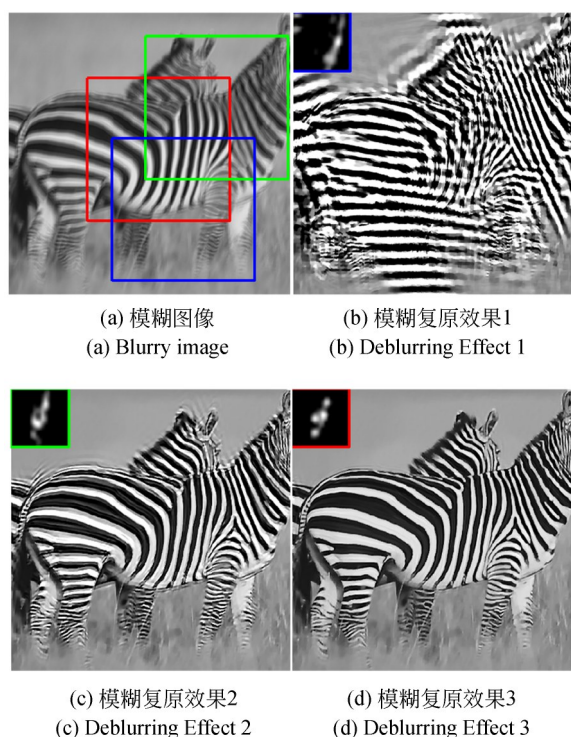 (a) 模糊图像
(a) Blurry image
(b) 模糊复原效果1
(b) Deblurring Effect 1
(c) 模糊复原效果2
(c) Deblurring Effect 2
(d) 模糊复原效果3
(d) Deblurring Effect 3